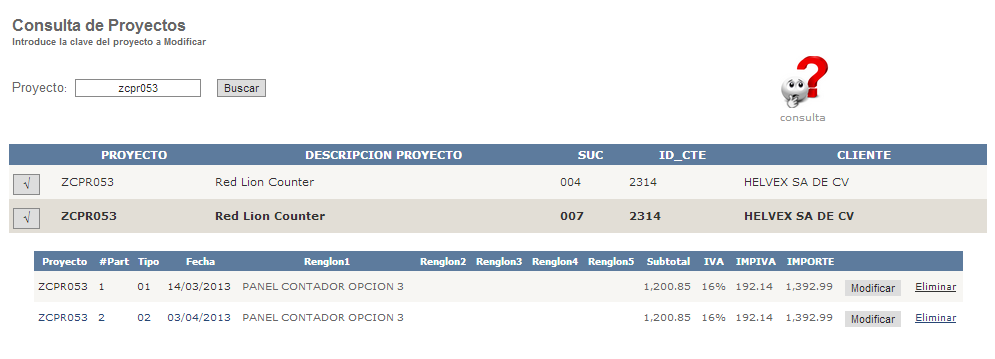 Consulta de Proyectos
Introduce la clave del proyecto a Modificar
Proyecto: zcpr053 Buscar
consulta
PROYECTO DESCRIPCION PROYECTO SUC ID_CTE CLIENTE
√ ZCPR053 Red Lion Counter 004 2314 HELVEX SA DE CV
√ ZCPR053 Red Lion Counter 007 2314 HELVEX SA DE CV
Proyecto #Part Tipo Fecha Renglon1 Renglon2 Renglon3 Renglon4 Renglon5 Subtotal IVA IMPIVA IMPORTE
ZCPR053 1 01 14/03/2013 PANEL CONTADOR OPCION 3 1,200.85 16% 192.14 1,392.99 Modificar Eliminar
ZCPR053 2 02 03/04/2013 PANEL CONTADOR OPCION 3 1,200.85 16% 192.14 1,392.99 Modificar Eliminar